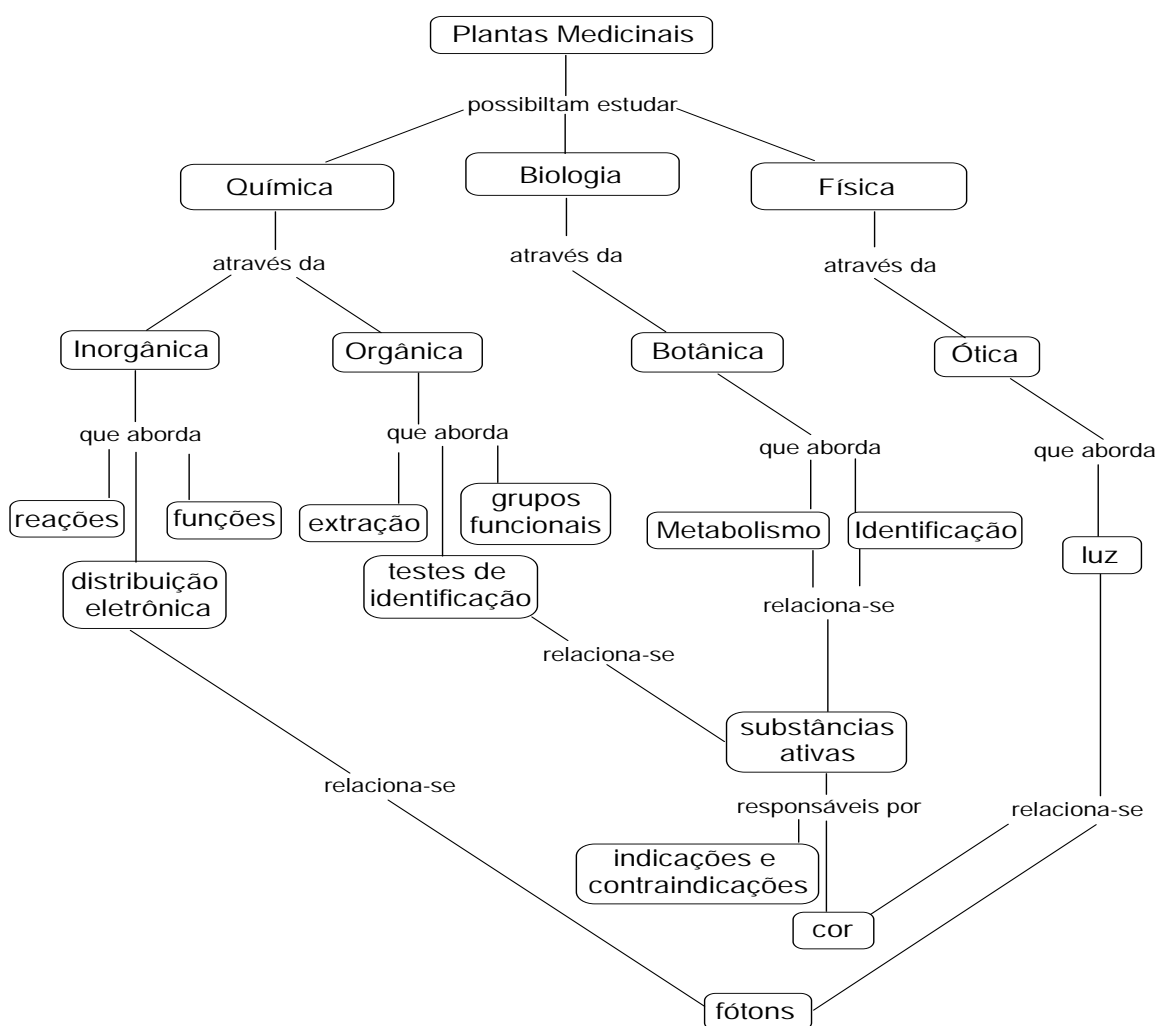 Plantas Medicinais
possibiltam estudar
Química
Biologia
Física
através da
através da
através da
Inorgânica
Orgânica
Botânica
Ótica
que aborda
que aborda
que aborda
que aborda
reações
funções
extração
grupos
funcionais
Metabolismo
Identificação
luz
distribuição
eletrônica
testes de
identificação
relaciona-se
relaciona-se
substâncias
ativas
relaciona-se
responsáveis por
relaciona-se
indicações e
contraindicações
cor
fótons